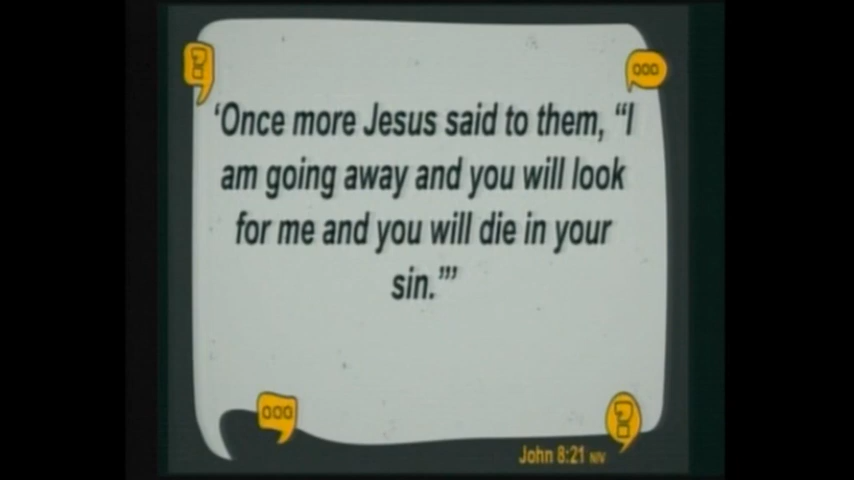 ‘Once more Jesus said to them, “I
am going away and you will look
for me and you will die in your
sin.”’
John 8:21 NIV